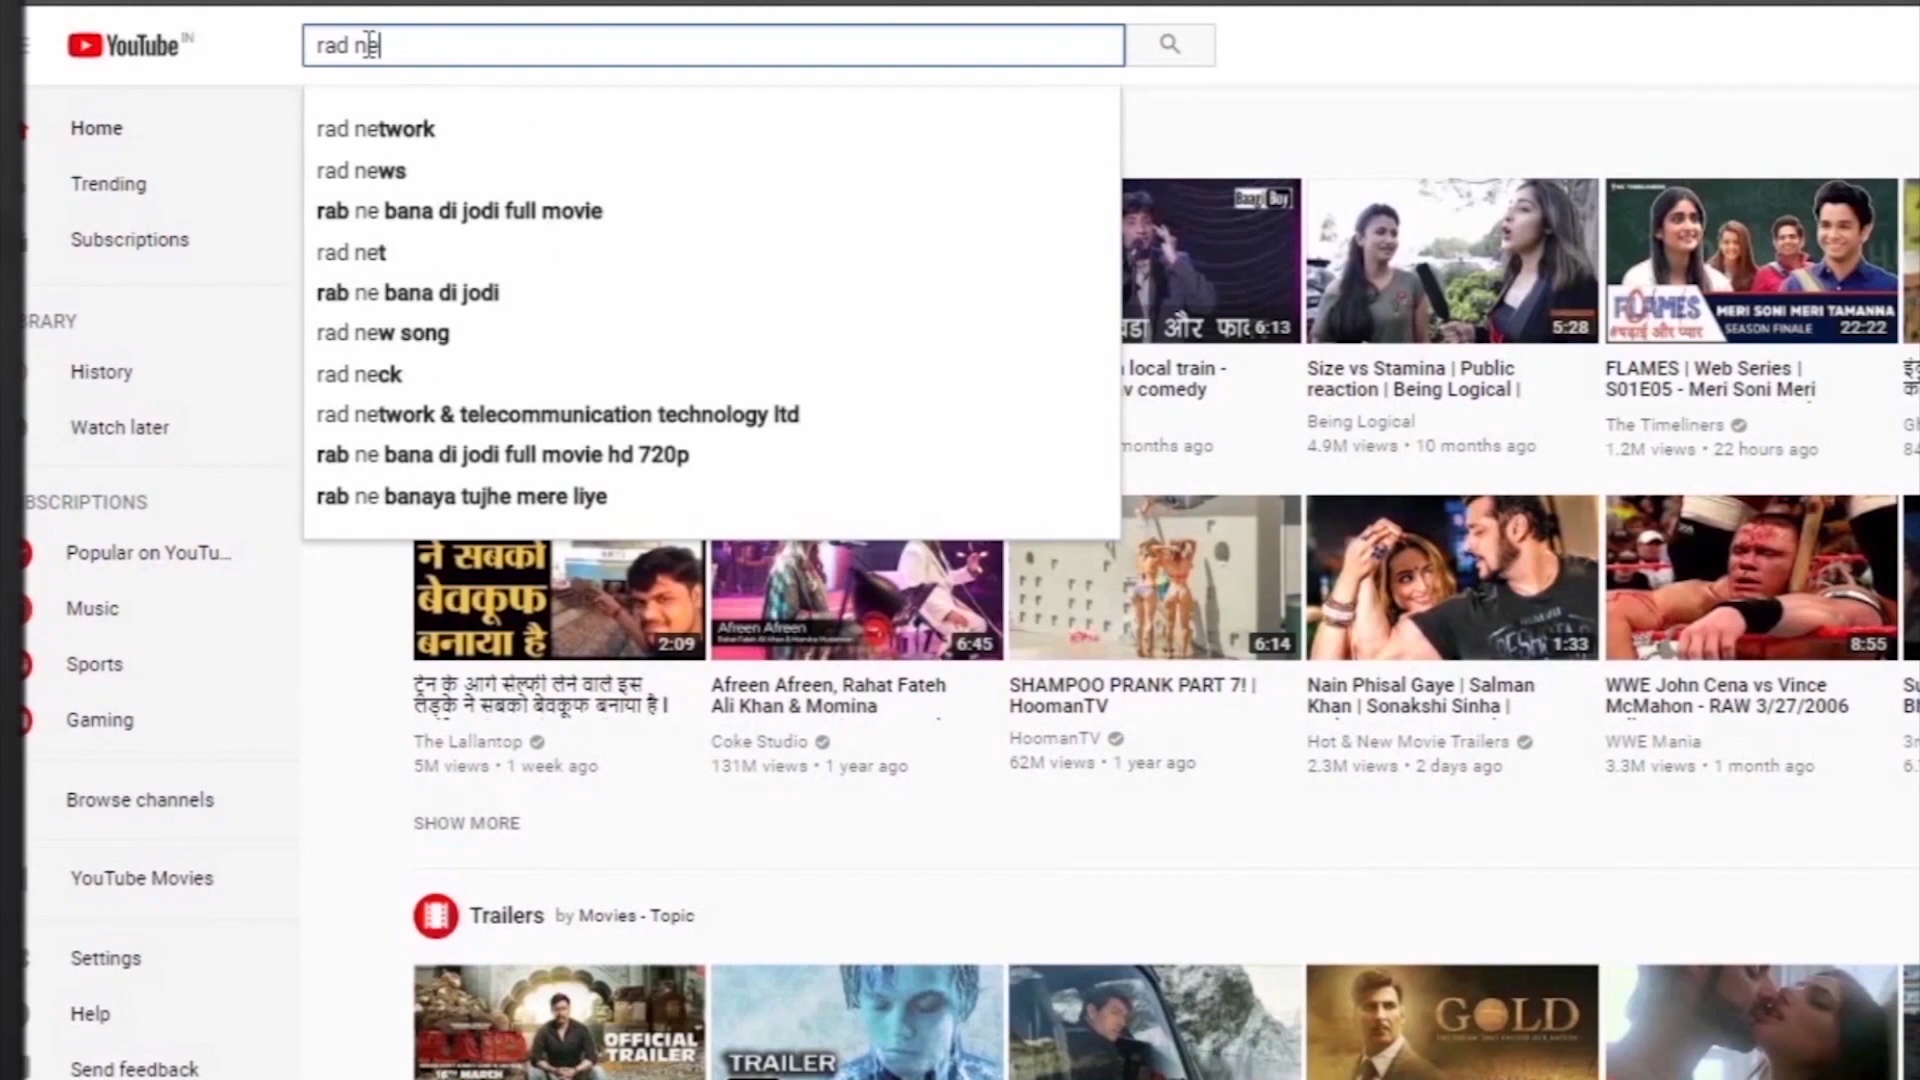 YouTube IN
rad ne
rad network
rad news
rab ne bana di jodi full movie
rad net
rab ne bana di jodi
rad new song
rad neck
rad network & telecommunication technology ltd
rab ne bana di jodi full movie hd 720p
rab ne banaya tujhe mere liye
Home
Trending
Subscriptions
RARY
History
Watch later
BSCRIPTIONS
Popular on YouTu...
Music
Sports
Gaming
Browse channels
YouTube Movies
Settings
Help
Send feedback
Baapji Boy
और
6:13
local train -
comedy
months ago
5:28
Size vs Stamina | Public
reaction | Being Logical |
Being Logical
4.9M views • 10 months ago
FLAMES
#पढ़ाई और प्यार
MERI SONI MERI TAMANNA
SEASON FINALE
22:22
FLAMES | Web Series |
S01E05 - Meri Soni Meri
The Timeliners
1.2M views • 22 hours ago
ने सबको
बेवकूफ
बनाया है
2:09
ट्रेन के आगे सेल्फी लेने वाले इस
लड़के ने सबको बेवकूफ बनाया है I
The Lallantop
5M views • 1 week ago
Afreen Afreen
6:45
Afreen Afreen, Rahat Fateh
Ali Khan & Momina
Coke Studio
131M views • 1 year ago
6:14
SHAMPOO PRANK PART 7! |
HoomanTV
HoomanTV
62M views • 1 year ago
1:33
Nain Phisal Gaye | Salman
Khan | Sonakshi Sinha |
Hot & New Movie Trailers
2.3M views • 2 days ago
8:55
WWE John Cena vs Vince
McMahon - RAW 3/27/2006
WWE Mania
3.3M views • 1 month ago
SHOW MORE
Trailers by Movies - Topic
RAID
OFFICIAL
TRAILER
16TH MARCH
TRAILER
GOLD